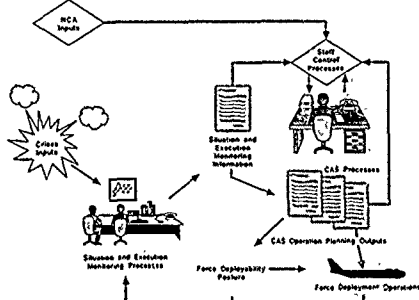 NCA
Inputs
Staff
Control
Processes
Crises
Inputs
Situation and
Execution
Monitoring
Information
CAS Processes
CAS Operation Planning Outputs
Situation and Execution
Monitoring Processes
Force Deployability
Posture
Force Deployment Operations